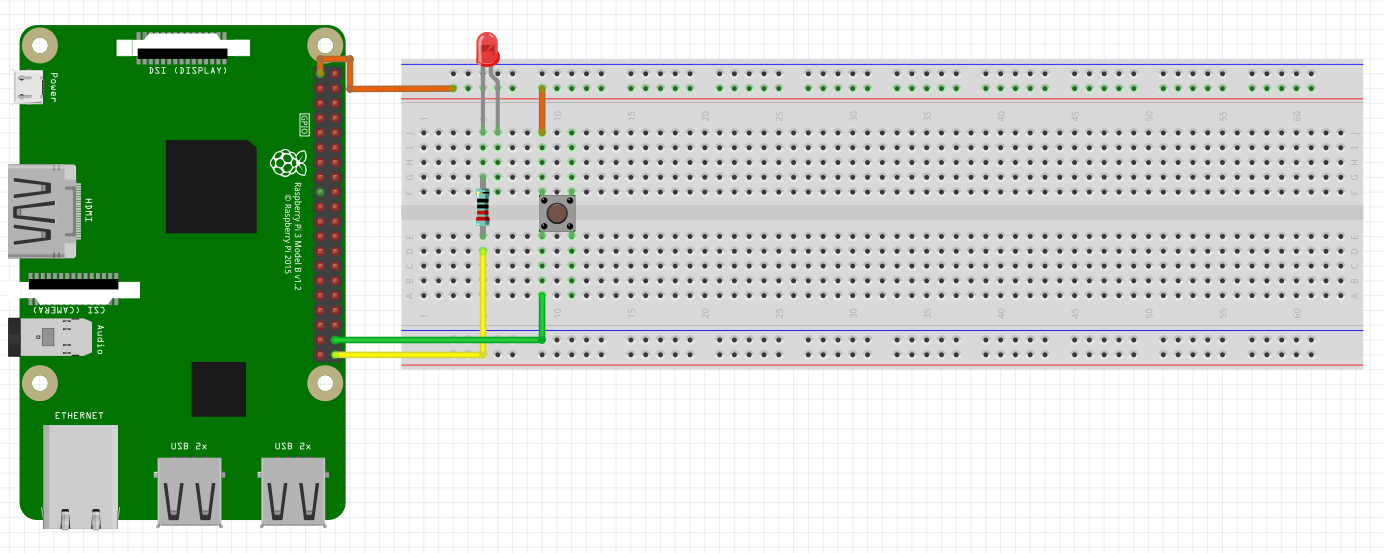 DSI (DISPLAY)
Power
GPIO
HDMI
Raspberry Pi 3 Model B v1.2
© Raspberry Pi 2015
CSI (CAMERA)
Audio
ETHERNET
USB 2x
USB 2x
1 10 15 20 25 30 35 40 45 50 55 60
J J
I I
H H
G G
F F
E E
D D
C C
B B
A A
1 10 15 20 25 30 35 40 45 50 55 60